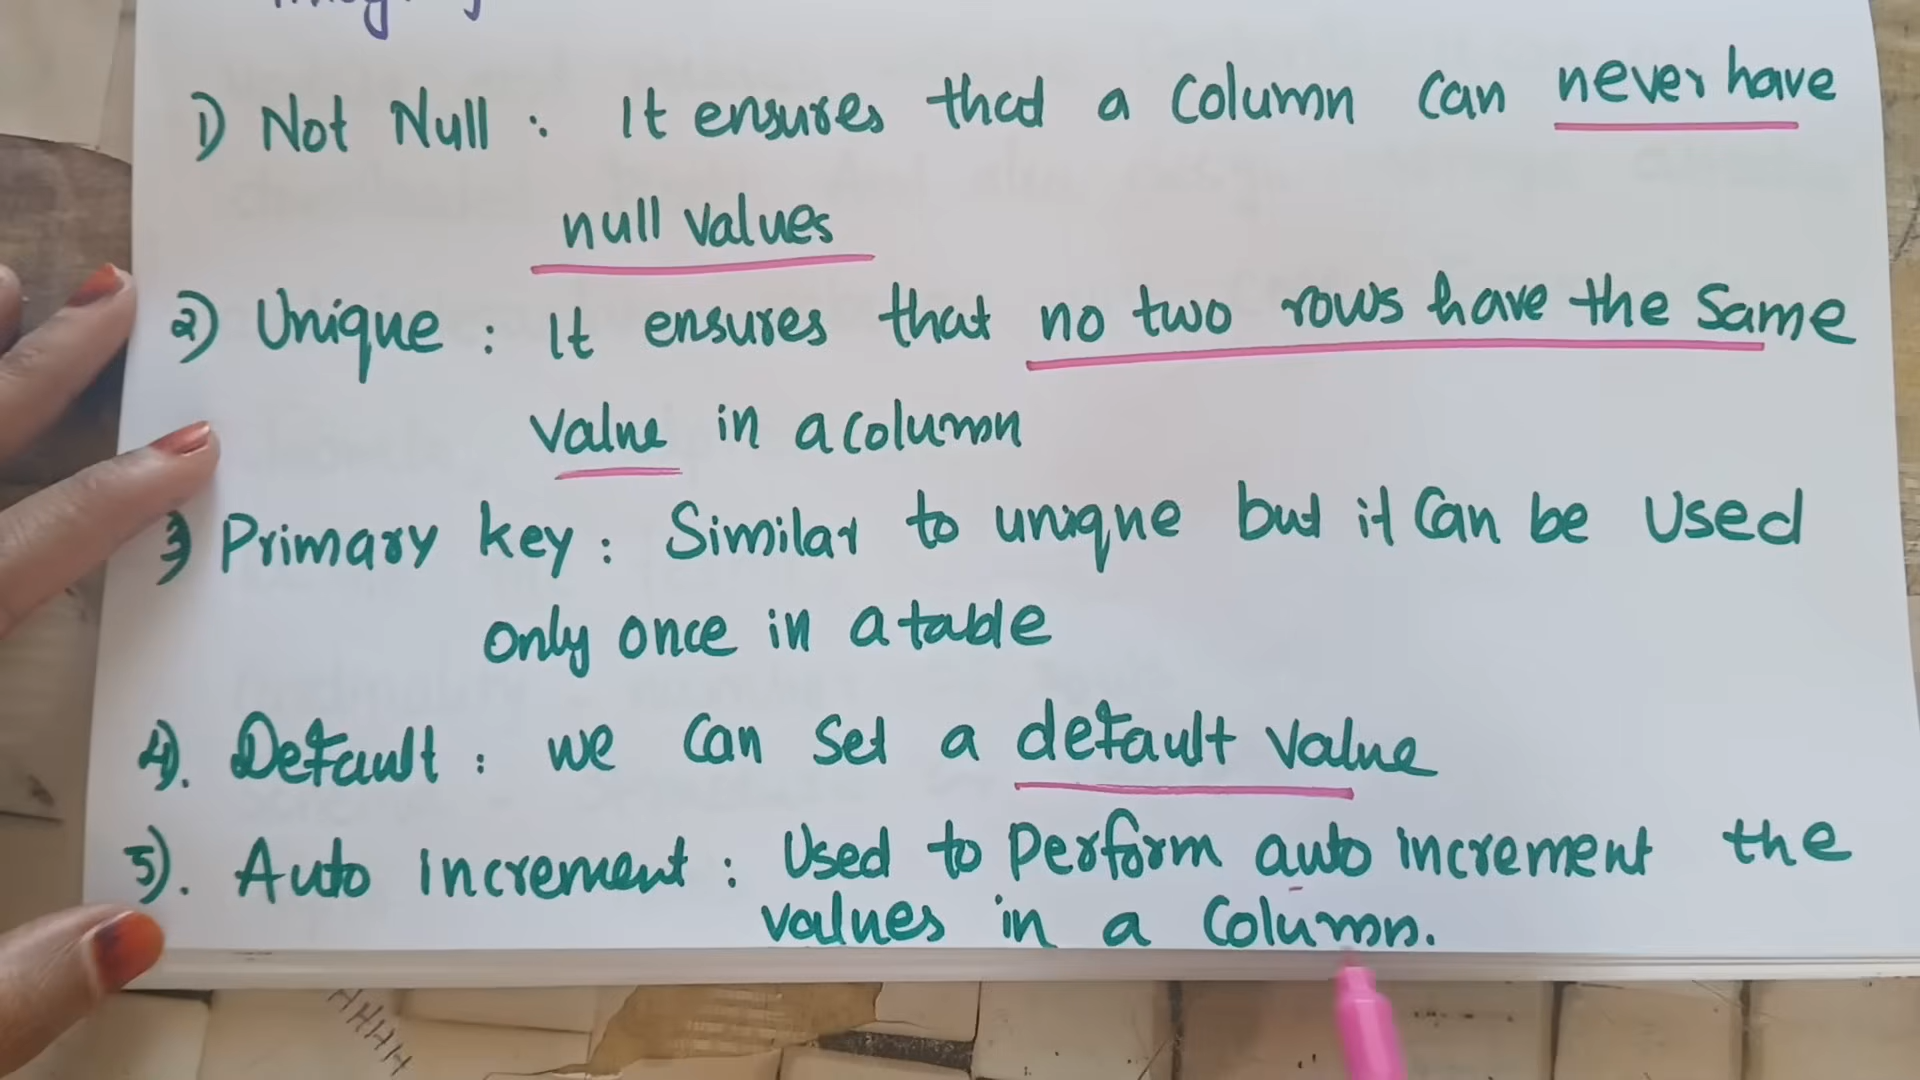 1) Not Null : It ensures that a column can never have
null values
2) Unique : It ensures that no two rows have the same
value in a column
3 Primary key : Similar to unique but it can be used
only once in a table
4). Default : we can set a default value
5). Auto increment : Used to perform auto increment the
values in a column.
HHHH